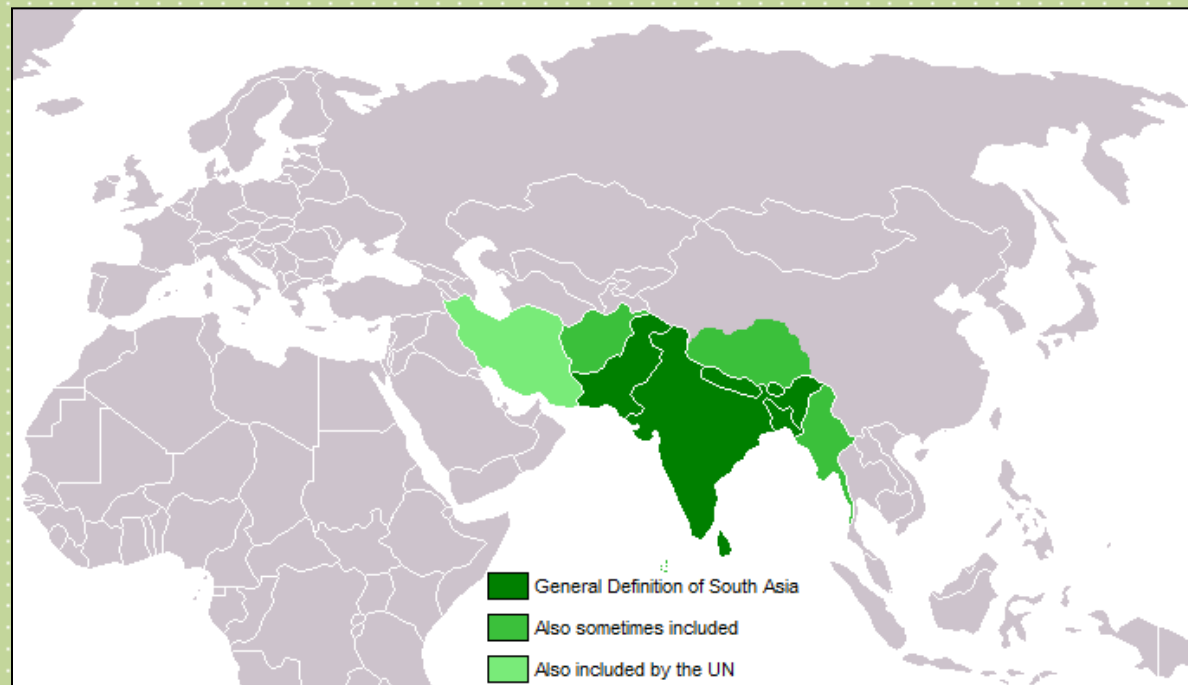 General Definition of South Asia
Also sometimes included
Also included by the UN